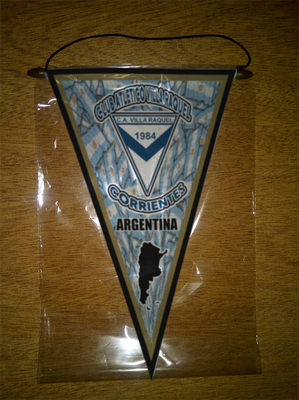 CLUB ATLETICO VILLA RAQUEL
C.A. VILLA RAQUEL
1984
CORRIENTES
ARGENTINA